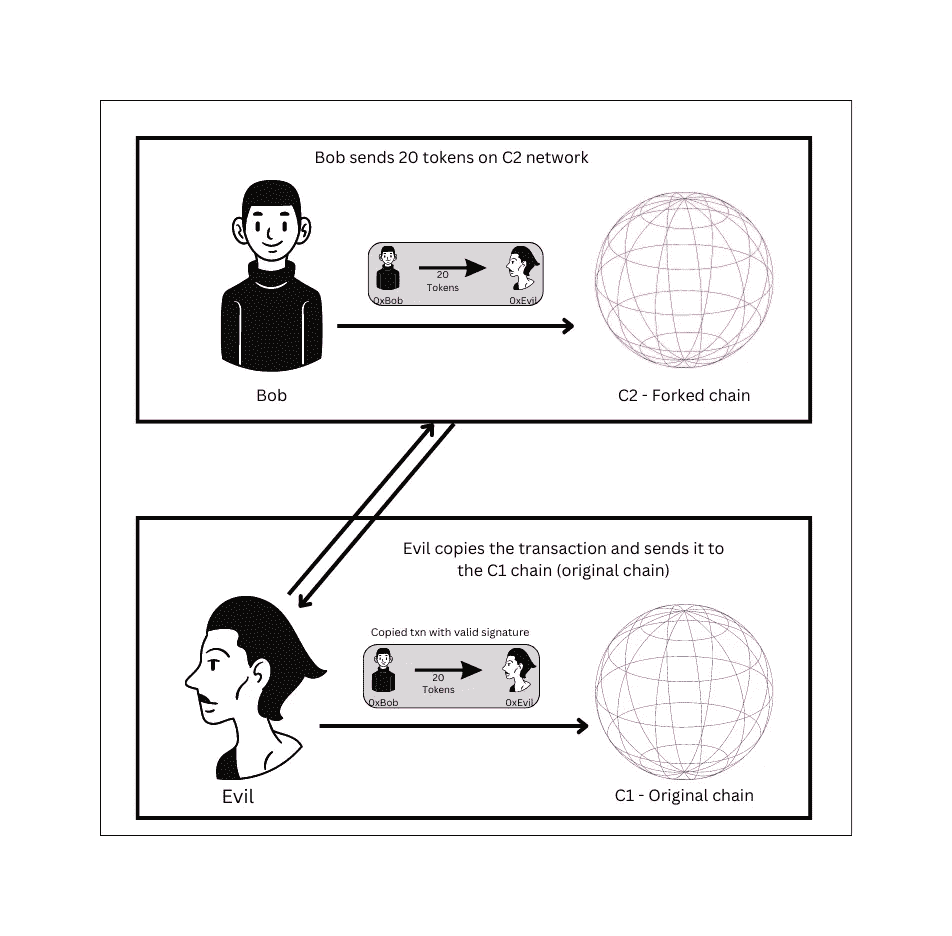 Bob sends 20 tokens on C2 network
20
Tokens
0xBob
0xEvil
Bob
C2 - Forked chain
Evil copies the transaction and sends it to
the C1 chain (original chain)
Copied txn with valid signature
20
Tokens
0xBob
0xEvil
Evil
C1 - Original chain